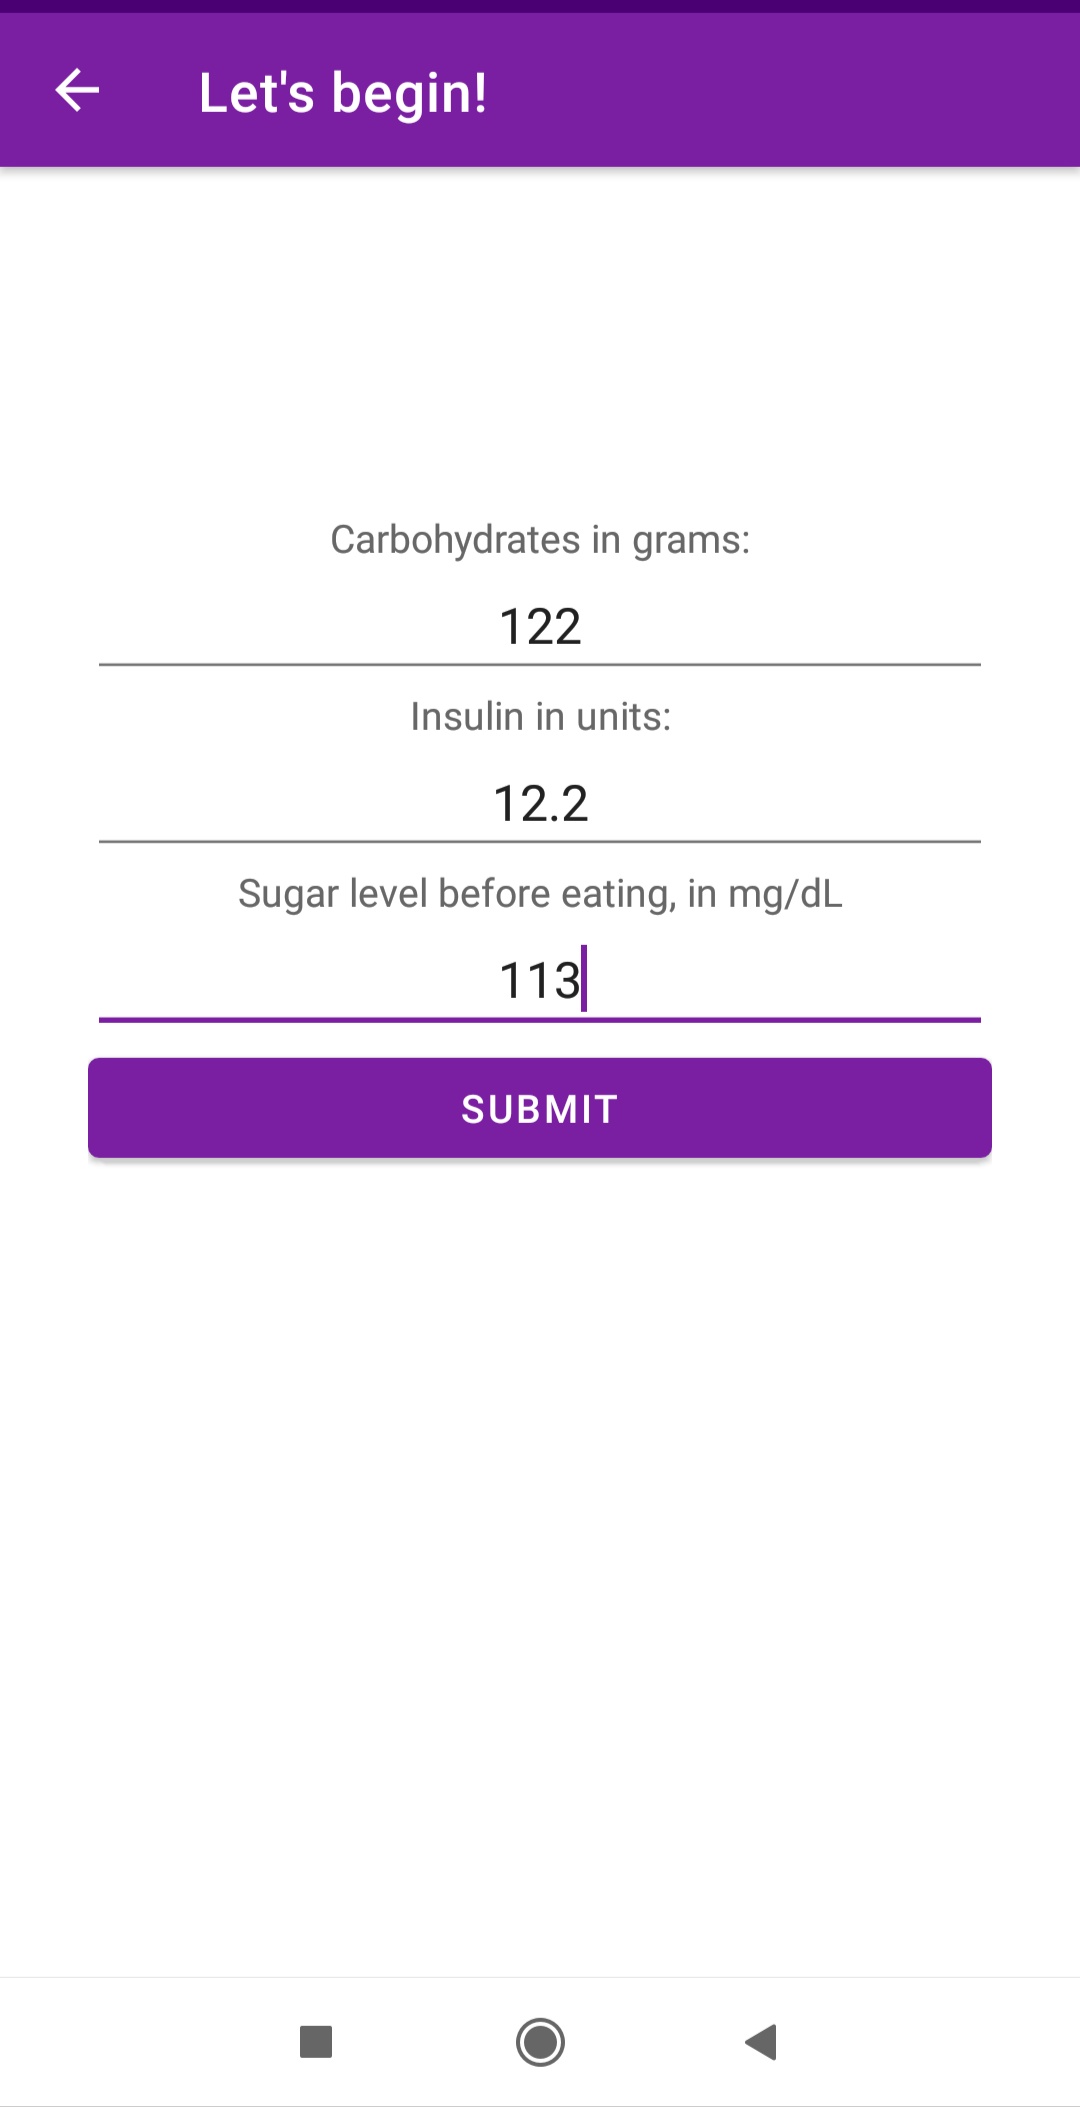 Let's begin!
Carbohydrates in grams:
122
Insulin in units:
12.2
Sugar level before eating, in mg/dL
113
SUBMIT